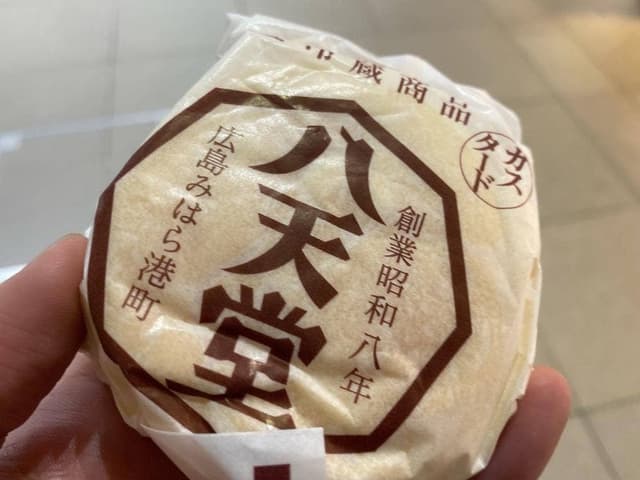 冷蔵商品
カス
タード
創業昭和八年
八天堂
広島みはら港町